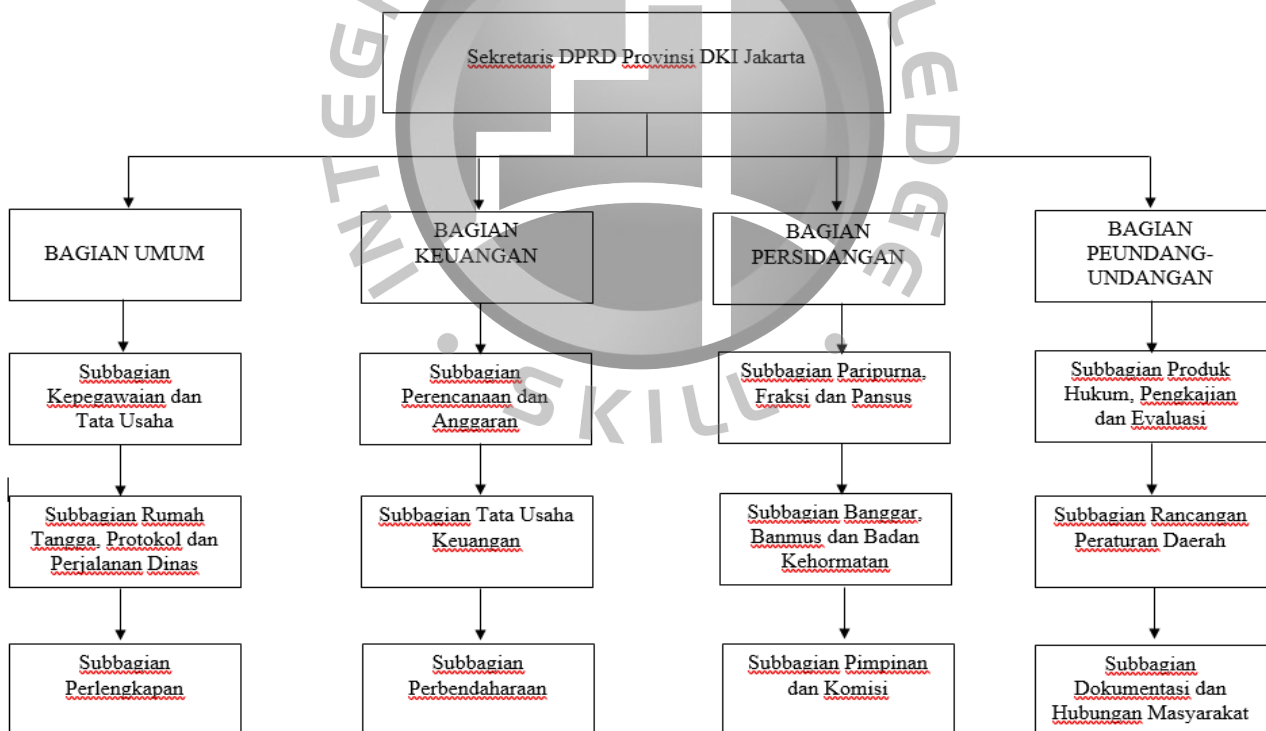 Sekretaris DPRD Provinsi DKI Jakarta
BAGIAN UMUM
BAGIAN
KEUANGAN
BAGIAN
PERSIDANGAN
BAGIAN
PEUNDANG-
UNDANGAN
Subbagian
Kepegawaian dan
Tata Usaha
Subbagian
Perencanaan dan
Anggaran
Subbagian Paripurna,
Fraksi dan Pansus
Subbagian Produk
Hukum, Pengkajian
dan Evaluasi
Subbagian Rumah
Tangga, Protokol dan
Perjalanan Dinas
Subbagian Tata Usaha
Keuangan
Subbagian Banggar,
Banmus dan Badan
Kehormatan
Subbagian Rancangan
Peraturan Daerah
Subbagian
Perlengkapan
Subbagian
Perbendaharaan
Subbagian Pimpinan
dan Komisi
Subbagian
Dokumentasi dan
Hubungan Masyarakat
INTEG
LEDGE
SKILL